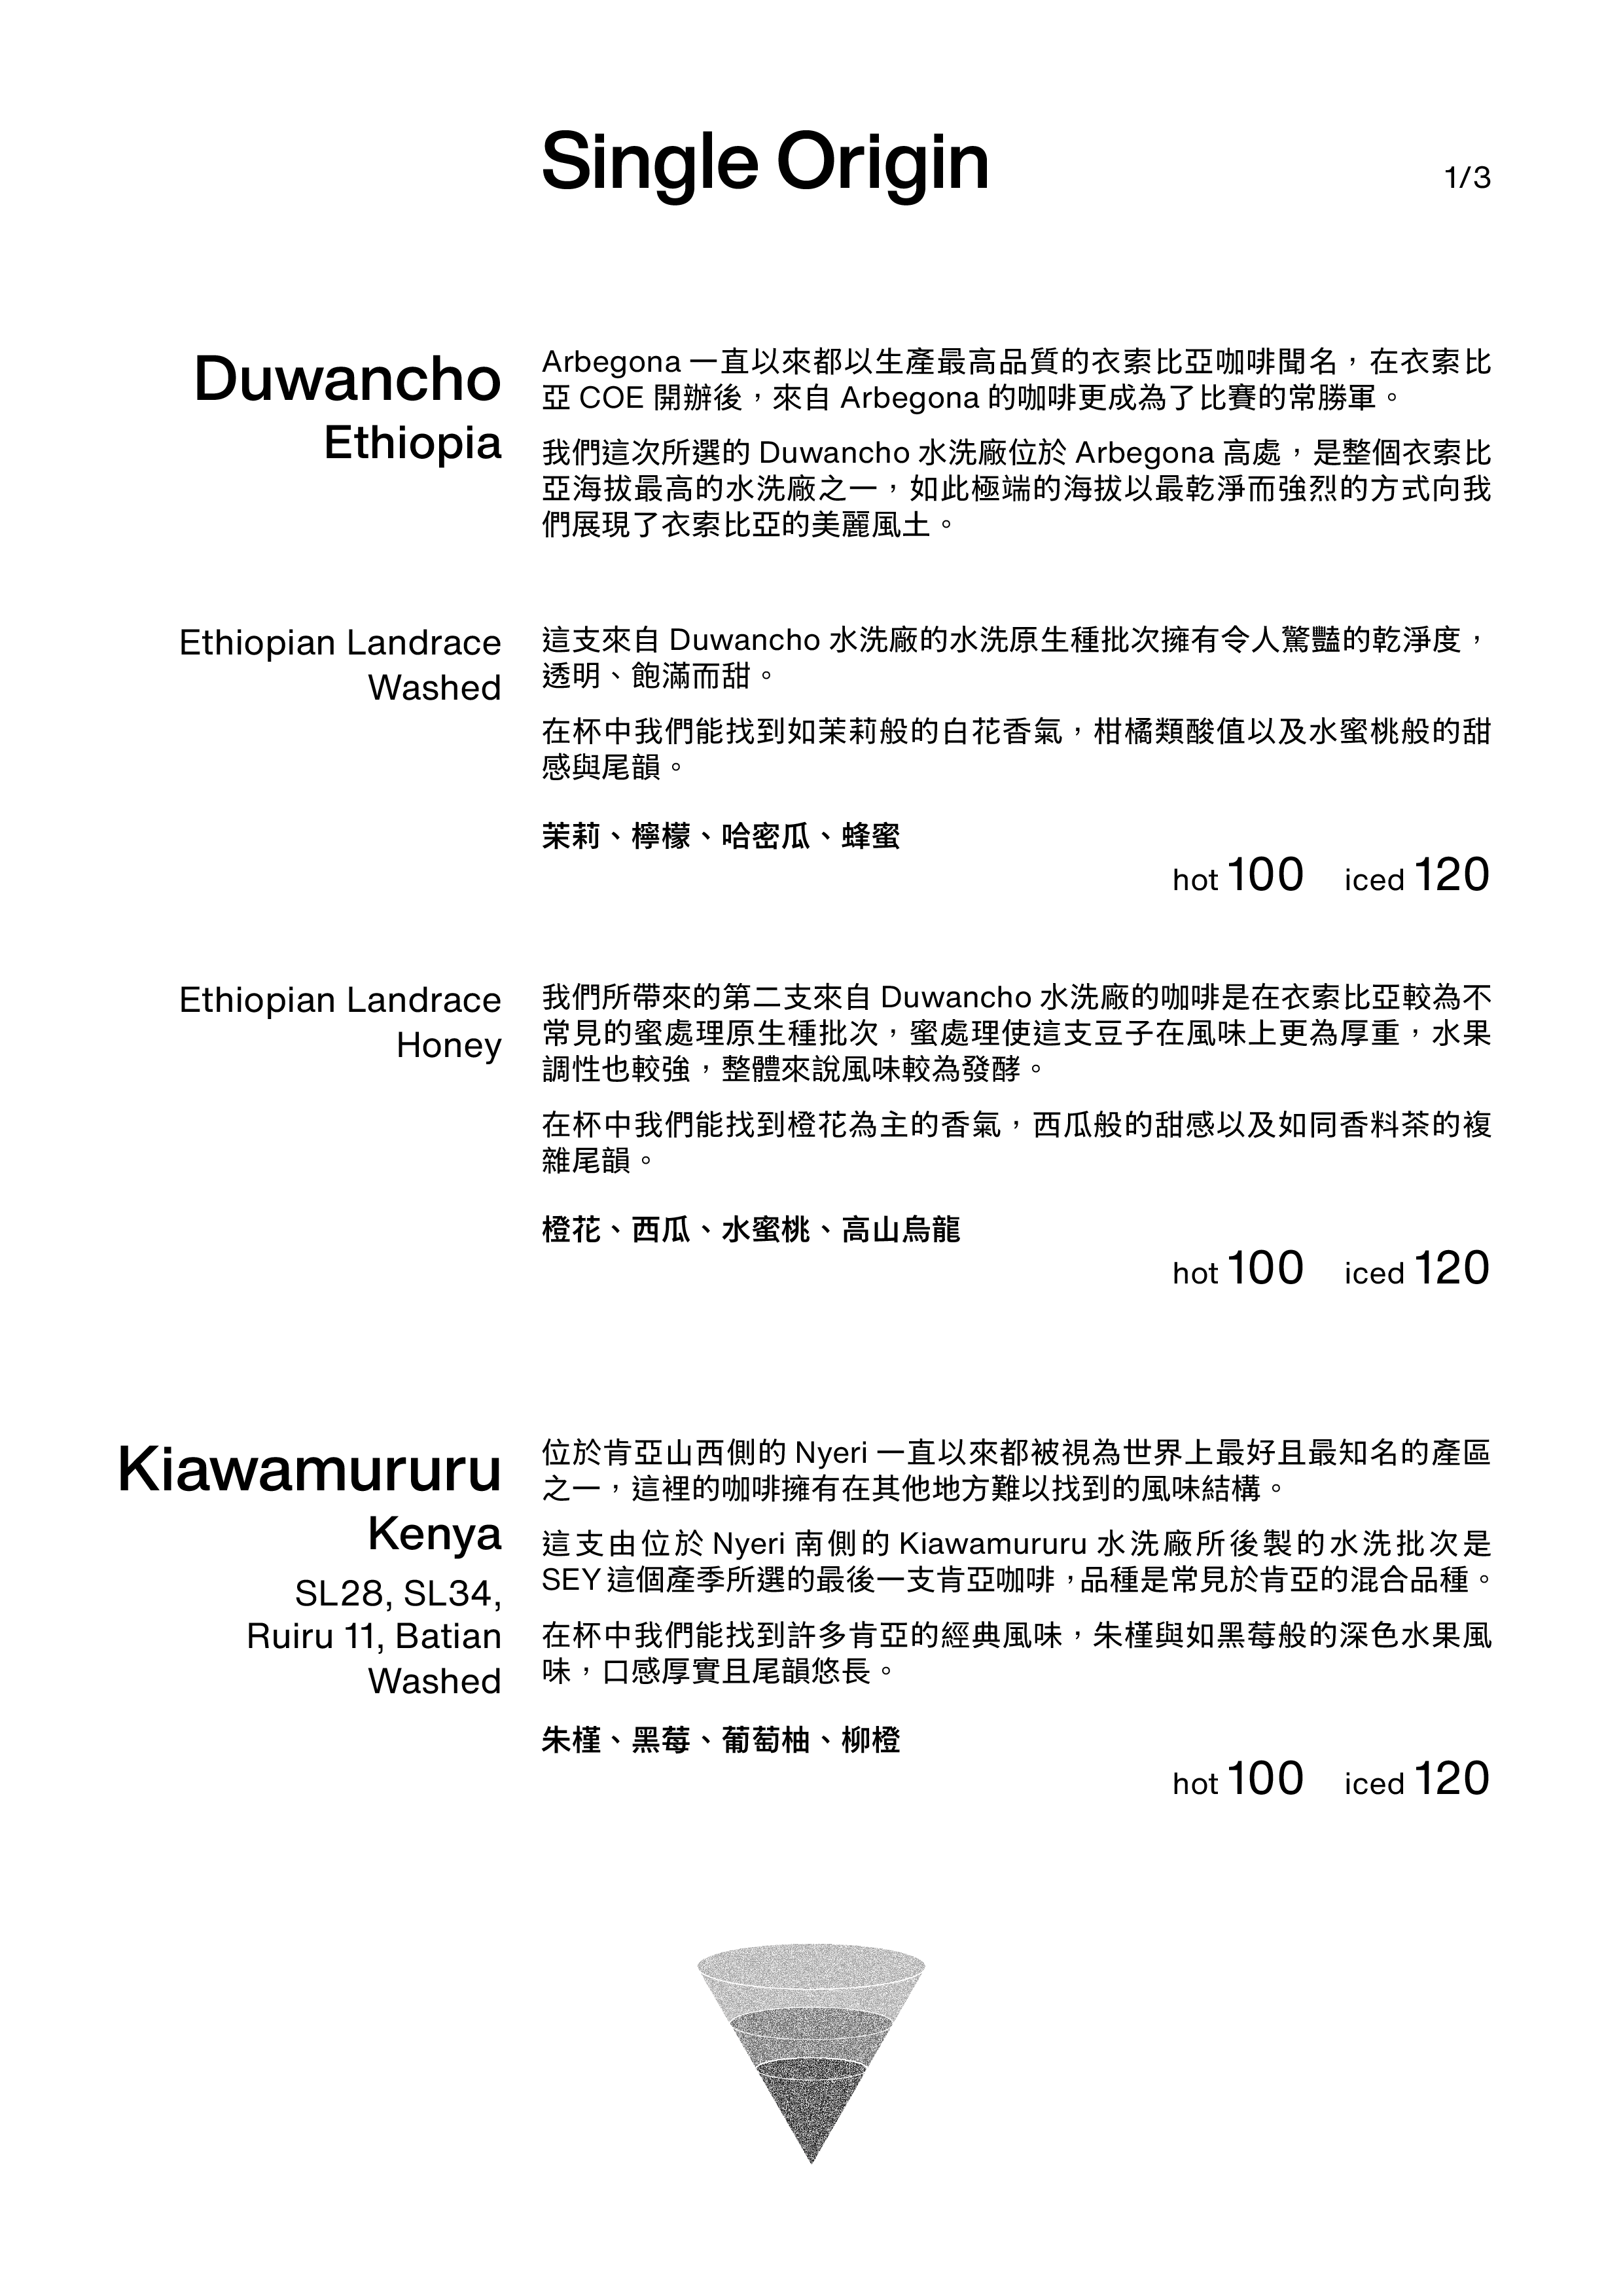 Single Origin
1/3
Duwancho
Ethiopia
Arbegona 一直以來都以生產最高品質的衣索比亞咖啡聞名，在衣索比
亞 COE 開辦後，來自 Arbegona 的咖啡更成為了比賽的常勝軍。
我們這次所選的 Duwancho 水洗廠位於 Arbegona 高處，是整個衣索比
亞海拔最高的水洗廠之一，如此極端的海拔以最乾淨而強烈的方式向我
們展現了衣索比亞的美麗風土。
Ethiopian Landrace
Washed
這支來自 Duwancho 水洗廠的水洗原生種批次擁有令人驚豔的乾淨度，
透明、飽滿而甜。
在杯中我們能找到如茉莉般的白花香氣，柑橘類酸值以及水蜜桃般的甜
感與尾韻。
茉莉、檸檬、哈密瓜、蜂蜜
hot 100 iced 120
Ethiopian Landrace
Honey
我們所帶來的第二支來自 Duwancho 水洗廠的咖啡是在衣索比亞較為不
常見的蜜處理原生種批次，蜜處理使這支豆子在風味上更為厚重，水果
調性也較強，整體來說風味較為發酵。
在杯中我們能找到橙花為主的香氣，西瓜般的甜感以及如同香料茶的複
雜尾韻。
橙花、西瓜、水蜜桃、高山烏龍
hot 100 iced 120
Kiawamururu
Kenya
SL28, SL34,
Ruiru 11, Batian
Washed
位於肯亞山西側的 Nyeri 一直以來都被視為世界上最好且最知名的產區
之一，這裡的咖啡擁有在其他地方難以找到的風味結構。
這支由位於 Nyeri 南側的 Kiawamururu 水洗廠所後製的水洗批次是
SEY 這個產季所選的最後一支肯亞咖啡，品種是常見於肯亞的混合品種。
在杯中我們能找到許多肯亞的經典風味，朱槿與如黑莓般的深色水果風
味，口感厚實且尾韻悠長。
朱槿、黑莓、葡萄柚、柳橙
hot 100 iced 120